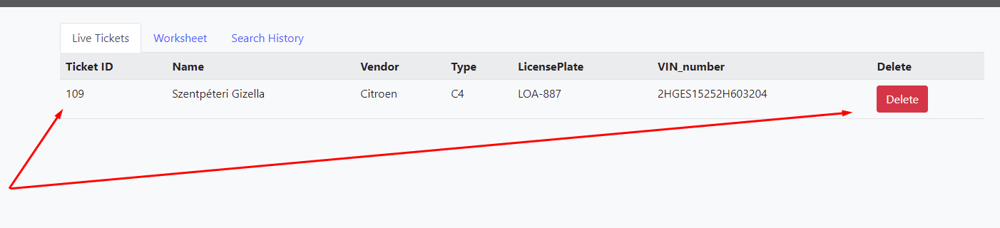 Live Tickets Worksheet Search History
Ticket ID Name Vendor Type LicensePlate VIN_number Delete
109 Szentpéteri Gizella Citroen C4 LOA-887 2HGES15252H603204 Delete